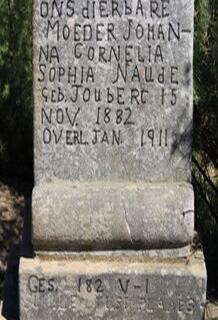 ONS DIERBARE
MOEDER JOHAN-
NA CORNELIA
SOPHIA NAUDE
GEB. JOUBERT 15
NOV. 1882
OVERL. JAN. 1911
GES. 182 V-1